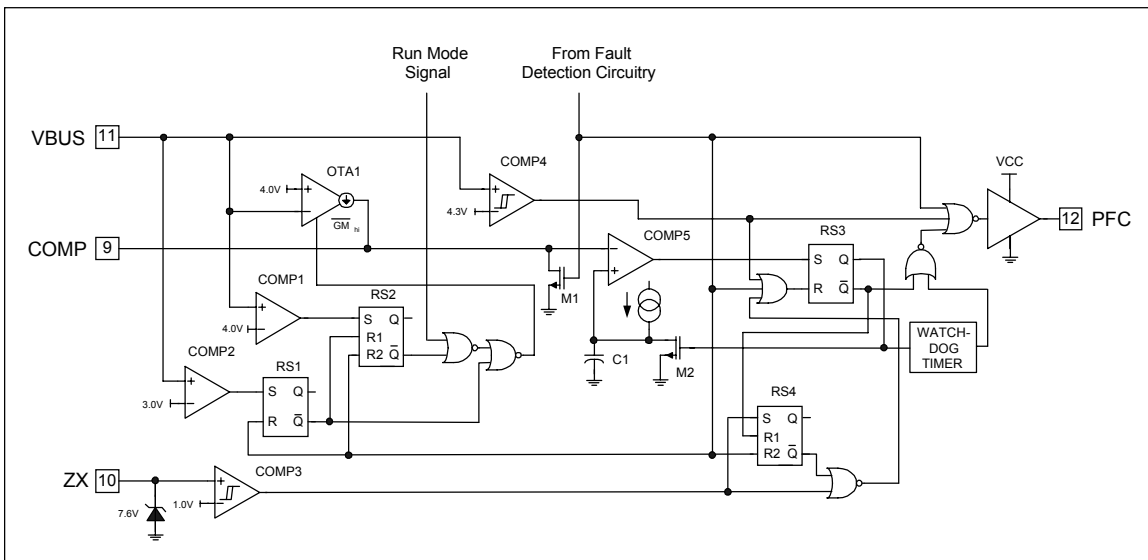 Run Mode
Signal
From Fault
Detection Circuitry
VBUS 11
COMP4
VCC
OTA1
4.0V
4.3V
GM hi
12 PFC
COMP 9
COMP5
RS3
S Q
R Q̅
M1
COMP1
4.0V
RS2
S Q
R1
R2 Q̅
C1
M2
WATCH-
DOG
TIMER
COMP2
3.0V
RS1
S Q
R Q̅
RS4
S Q
R1
R2 Q̅
ZX 10
COMP3
1.0V
7.6V